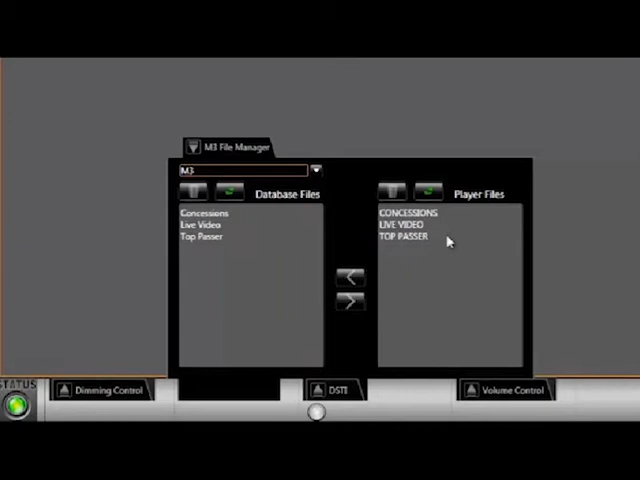 M3 File Manager
M3
Database Files
Player Files
Concessions
Live Video
Top Passer
CONCESSIONS
LIVE VIDEO
TOP PASSER
STATUS
Dimming Control
DSTI
Volume Control